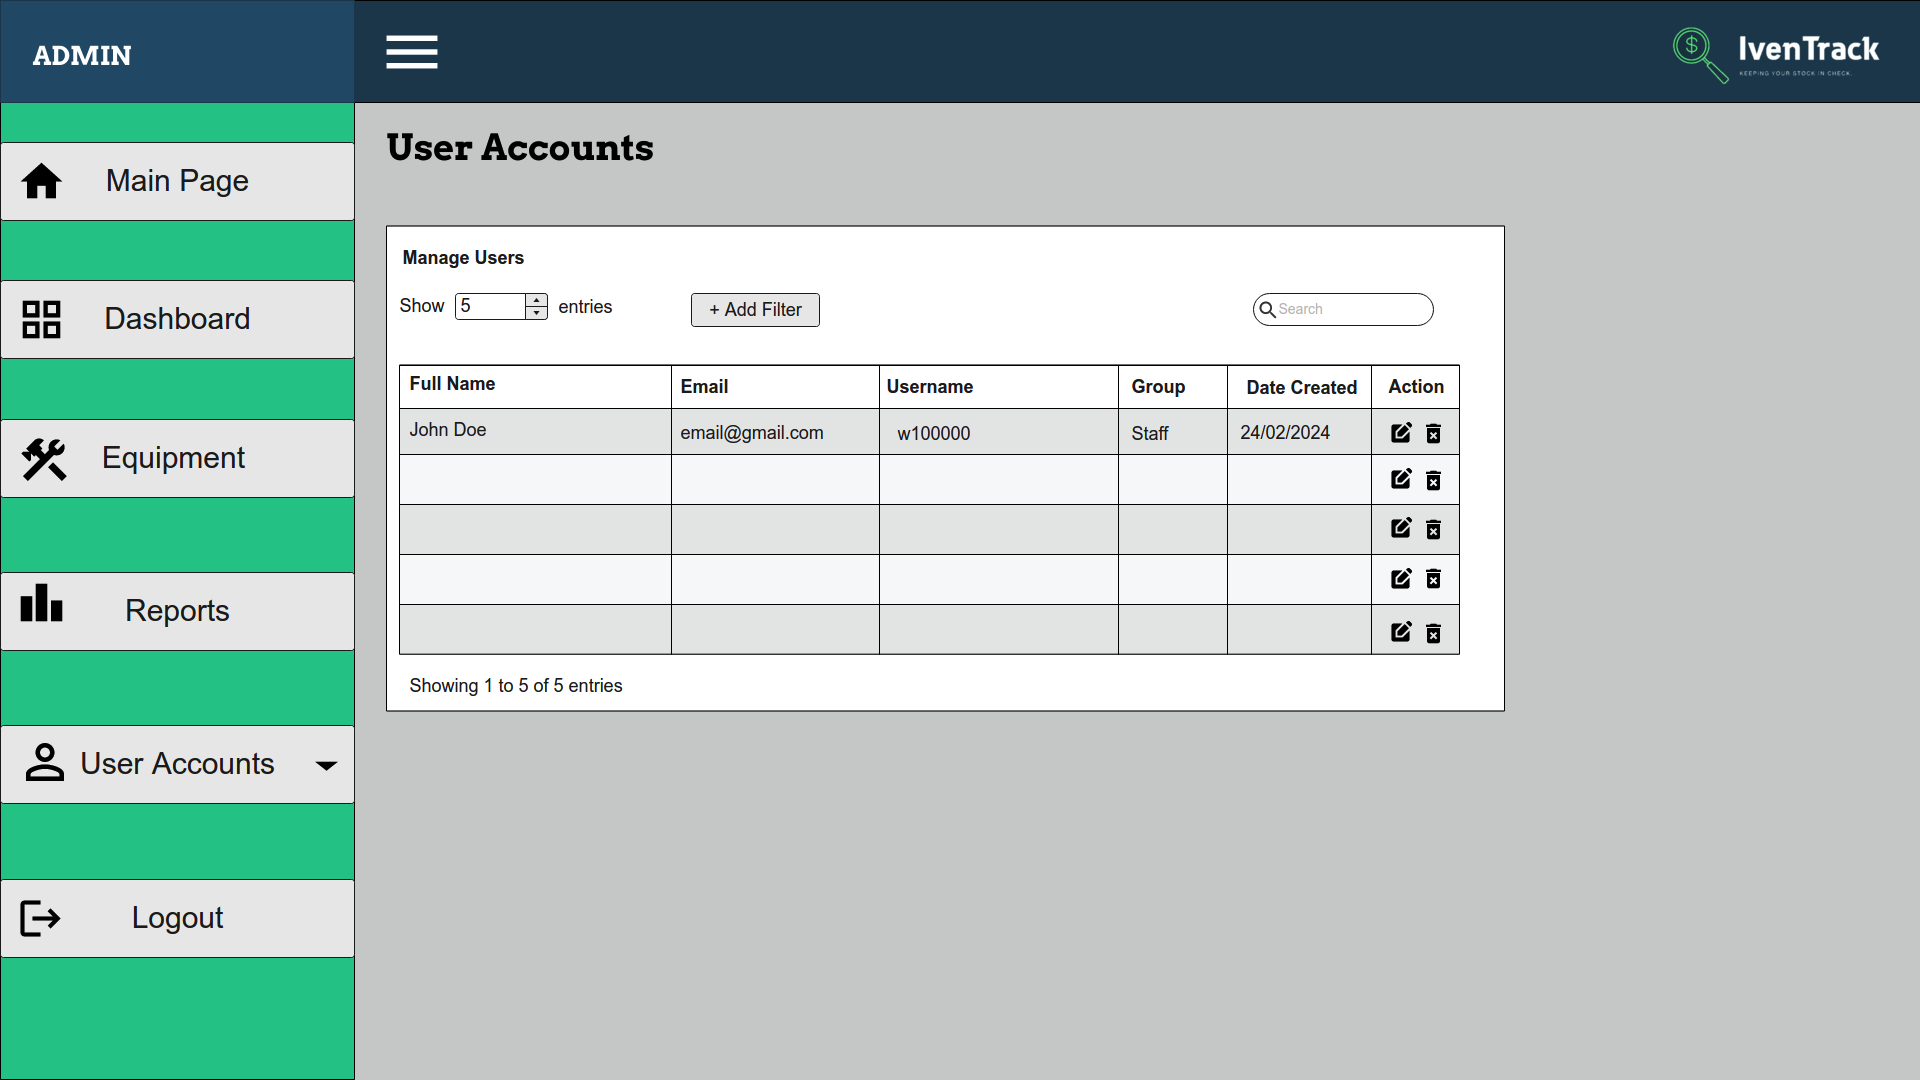 ADMIN
IvenTrack
KEEPING YOUR STOCK IN CHECK.
Main Page
Dashboard
Equipment
Reports
User Accounts
Logout
User Accounts
Manage Users
Show 5 entries + Add Filter Search
Full Name Email Username Group Date Created Action
John Doe email@gmail.com w100000 Staff 24/02/2024
Showing 1 to 5 of 5 entries